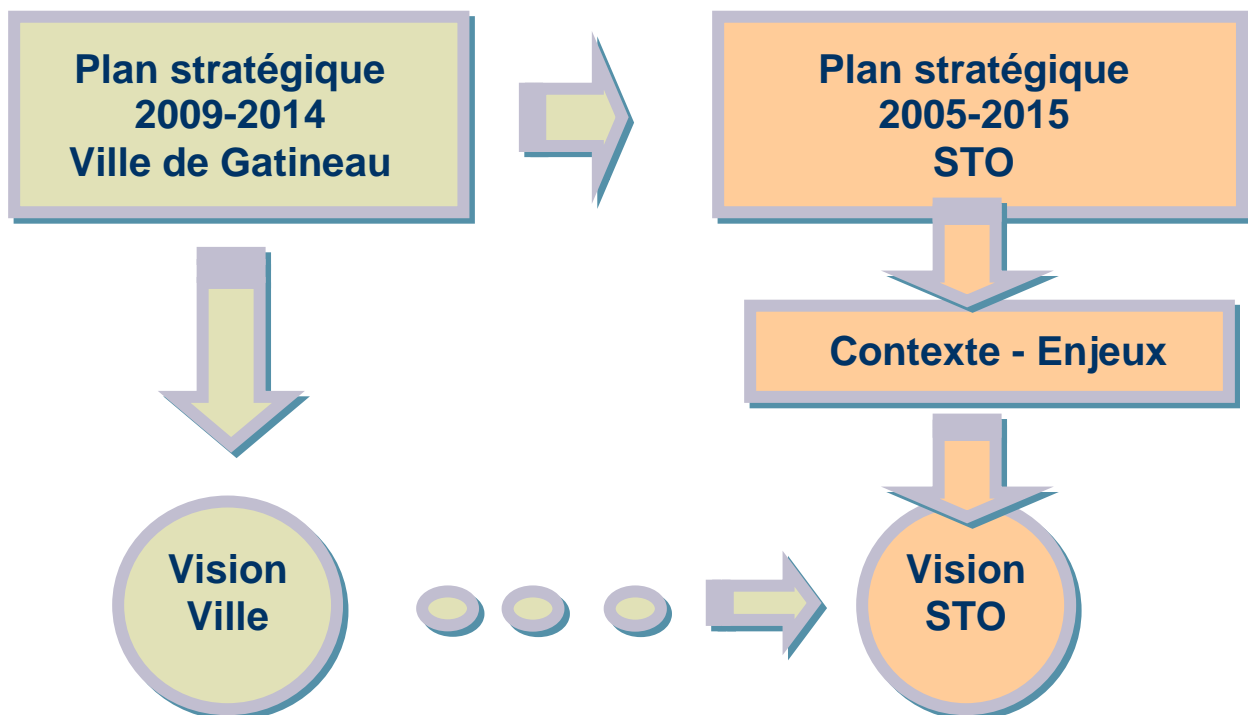 Plan stratégique
2009-2014
Ville de Gatineau
Plan stratégique
2005-2015
STO
Contexte - Enjeux
Vision
Ville
Vision
STO